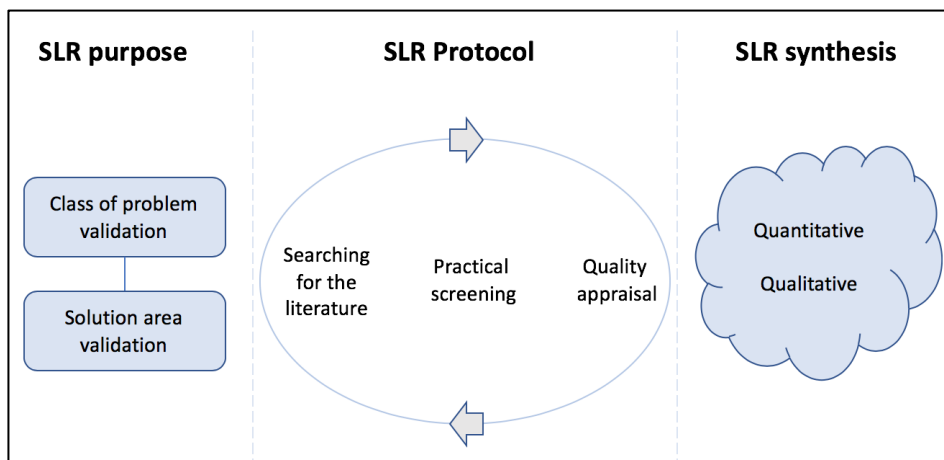 SLR purpose
Class of problem
validation
Solution area
validation
SLR Protocol
Searching
for the
literature
Practical
screening
Quality
appraisal
SLR synthesis
Quantitative
Qualitative